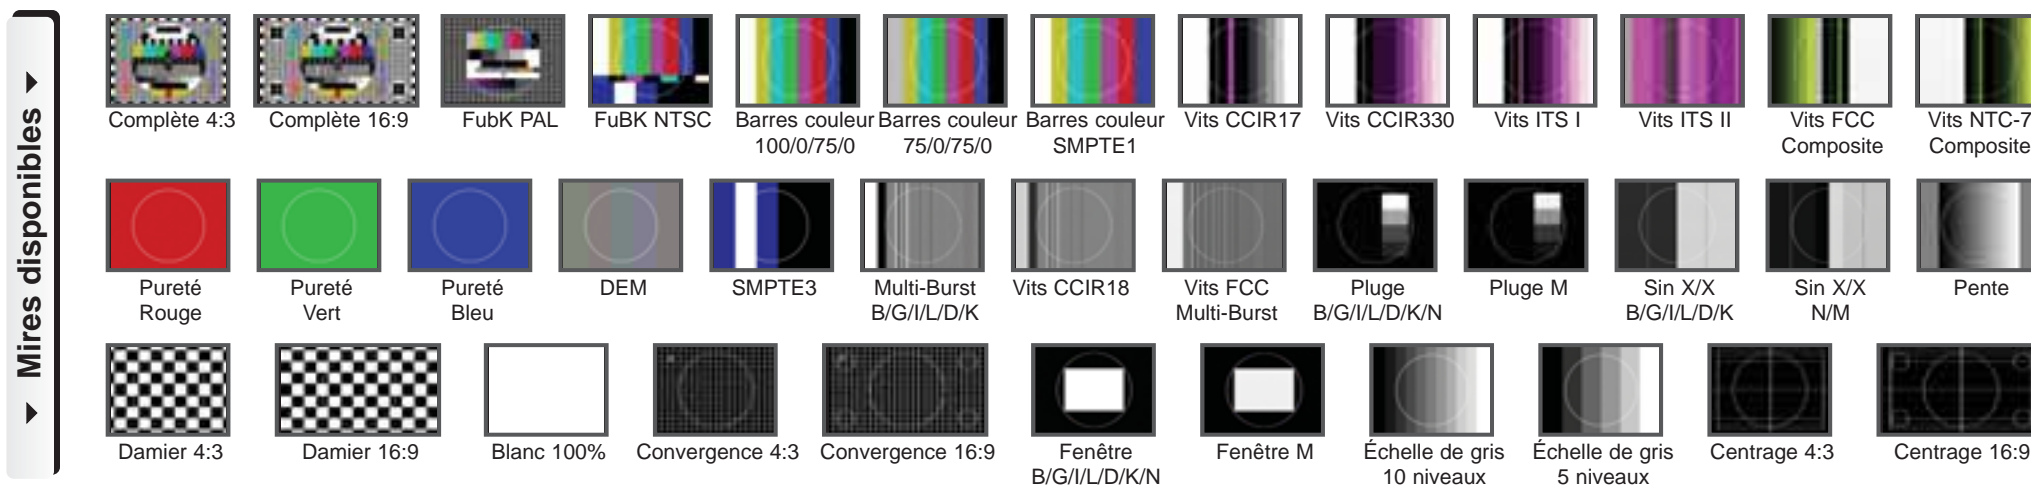 Mires disponibles
Complète 4:3 Complète 16:9 FubK PAL FuBK NTSC Barres couleur Barres couleur Barres couleur Vits CCIR17 Vits CCIR330 Vits ITS I Vits ITS II Vits FCC Vits NTC-7
100/0/75/0 75/0/75/0 SMPTE1 Composite Composite
Pureté Pureté Pureté DEM SMPTE3 Multi-Burst Vits CCIR18 Vits FCC Pluge Pluge M Sin X/X Sin X/X Pente
Rouge Vert Bleu B/G/I/L/D/K Multi-Burst B/G/I/L/D/K/N B/G/I/L/D/K N/M
Damier 4:3 Damier 16:9 Blanc 100% Convergence 4:3 Convergence 16:9 Fenêtre Fenêtre M Échelle de gris Échelle de gris Centrage 4:3 Centrage 16:9
B/G/I/L/D/K/N 10 niveaux 5 niveaux